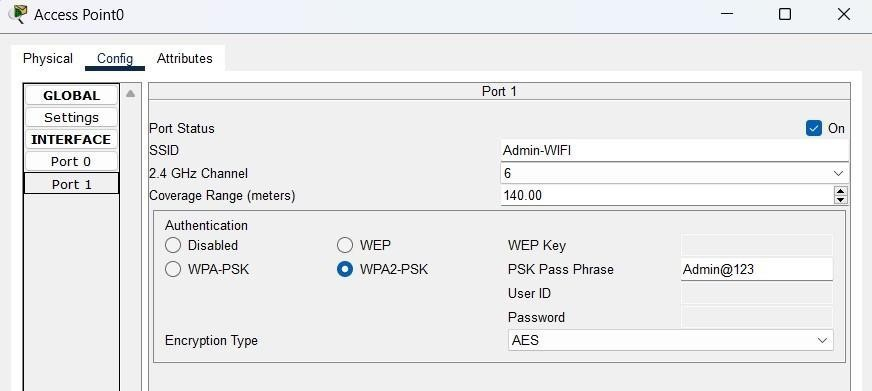 Access Point0
Physical Config Attributes
GLOBAL
Settings
INTERFACE
Port 0
Port 1
Port 1
Port Status On
SSID Admin-WIFI
2.4 GHz Channel 6
Coverage Range (meters) 140.00
Authentication
Disabled WEP WEP Key
WPA-PSK WPA2-PSK PSK Pass Phrase Admin@123
User ID
Password
Encryption Type AES